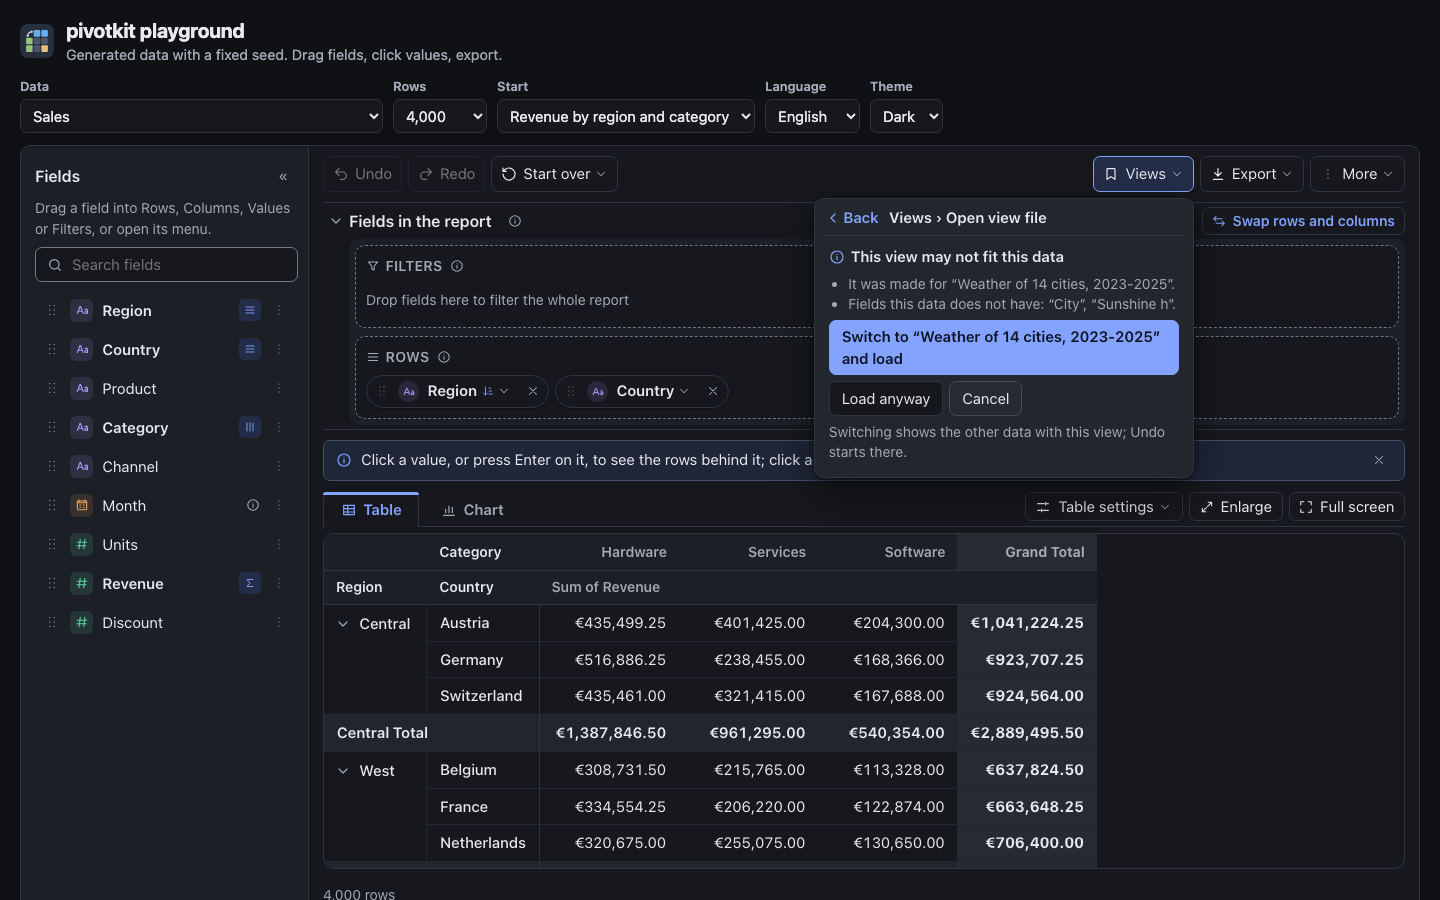 pivotkit playground
Generated data with a fixed seed. Drag fields, click values, export.
Data
Rows
Start
Language
Theme
Sales
4,000
Revenue by region and category
English
Dark
Fields
«
Drag a field into Rows, Columns, Values
or Filters, or open its menu.
Search fields
Aa Region
Aa Country
Aa Product
Aa Category
Aa Channel
Month
# Units
# Revenue Σ
# Discount
Undo
Redo
Start over
Views
Export
More
Fields in the report
Swap rows and columns
FILTERS
Drop fields here to filter the whole report
ROWS
Aa Region
Aa Country
Back Views › Open view file
This view may not fit this data
• It was made for “Weather of 14 cities, 2023-2025”.
• Fields this data does not have: “City”, “Sunshine h”.
Switch to “Weather of 14 cities, 2023-2025”
and load
Load anyway
Cancel
Switching shows the other data with this view; Undo
starts there.
Click a value, or press Enter on it, to see the rows behind it; click a
Table
Chart
Table settings
Enlarge
Full screen
Category Hardware Services Software Grand Total
Region Country Sum of Revenue
Central Austria €435,499.25 €401,425.00 €204,300.00 €1,041,224.25
Germany €516,886.25 €238,455.00 €168,366.00 €923,707.25
Switzerland €435,461.00 €321,415.00 €167,688.00 €924,564.00
Central Total €1,387,846.50 €961,295.00 €540,354.00 €2,889,495.50
West Belgium €308,731.50 €215,765.00 €113,328.00 €637,824.50
France €334,554.25 €206,220.00 €122,874.00 €663,648.25
Netherlands €320,675.00 €255,075.00 €130,650.00 €706,400.00
4,000 rows